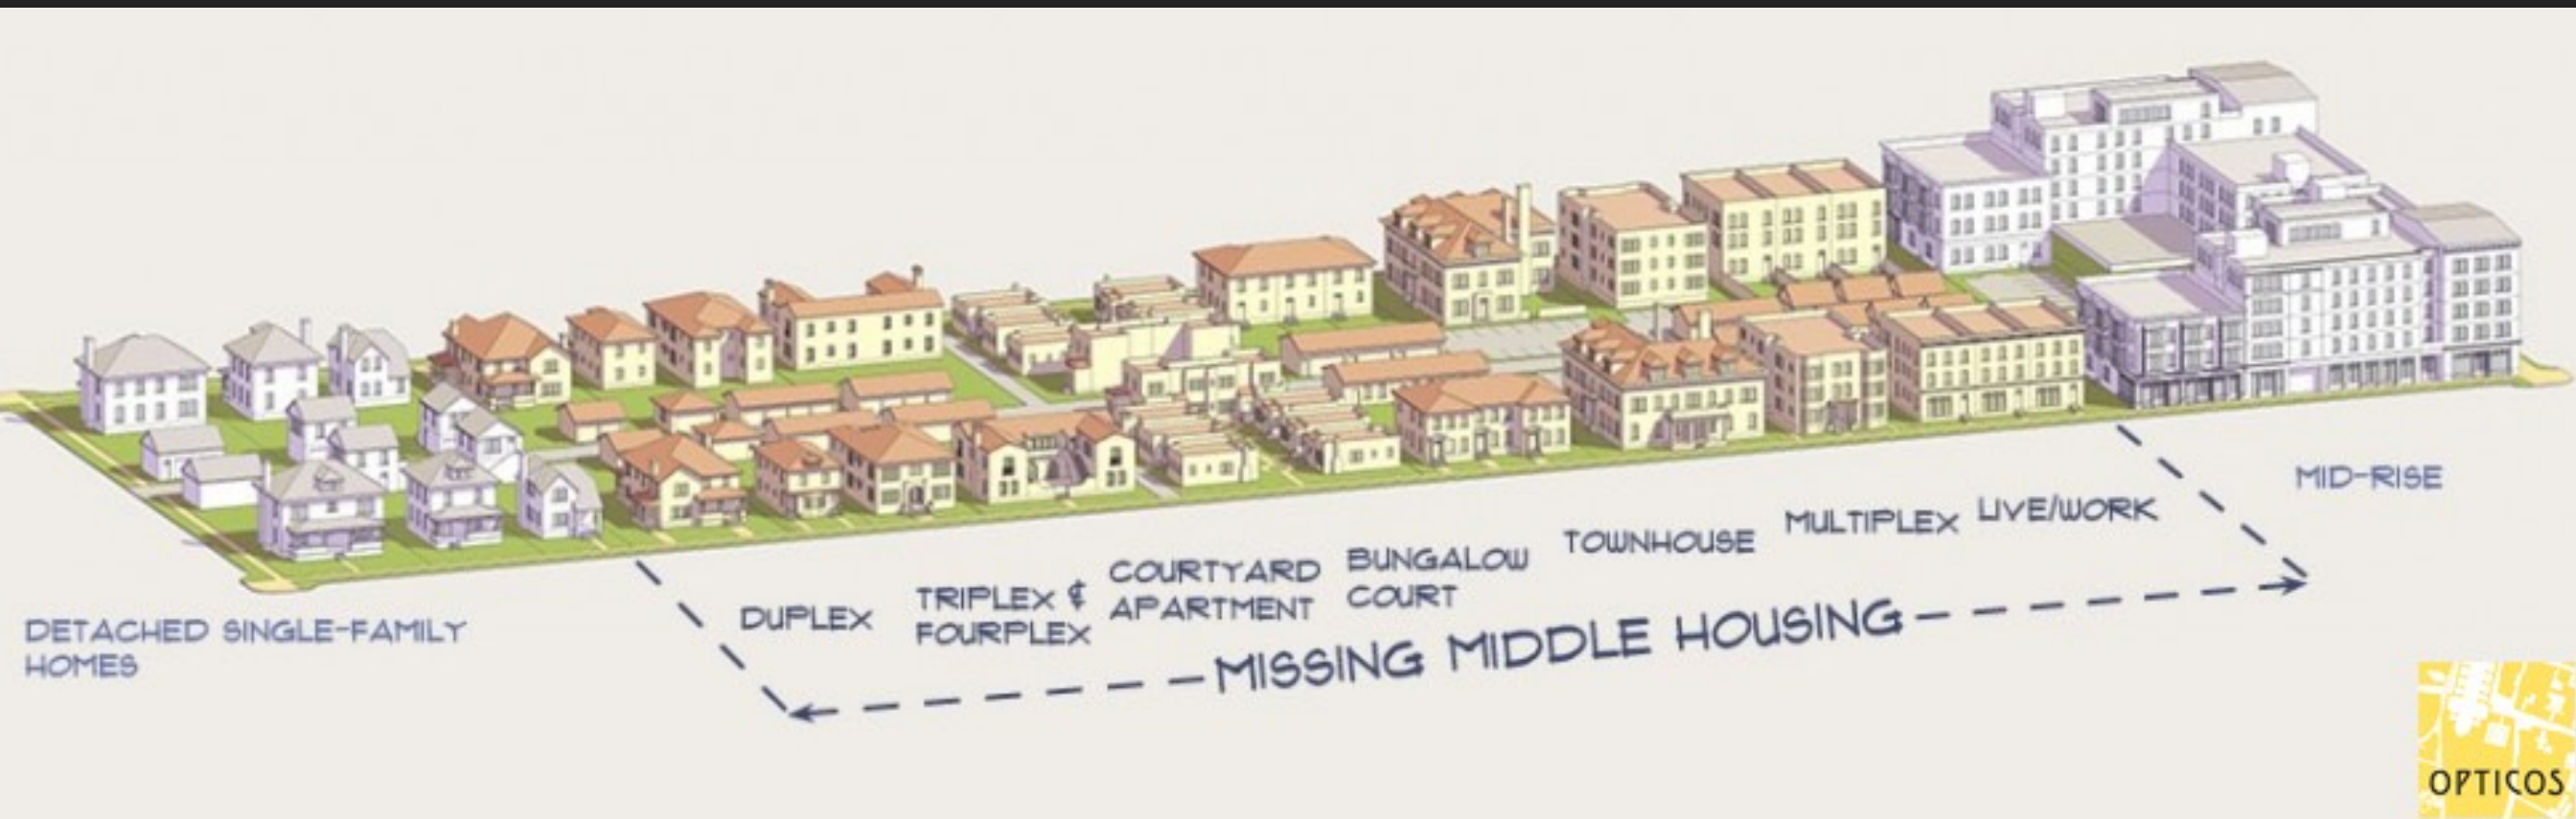 DETACHED SINGLE-FAMILY
HOMES
DUPLEX
TRIPLEX &
FOURPLEX
COURTYARD
APARTMENT
BUNGALOW
COURT
TOWNHOUSE
MULTIPLEX
LIVE/WORK
MID-RISE
MISSING MIDDLE HOUSING
OPTICOS